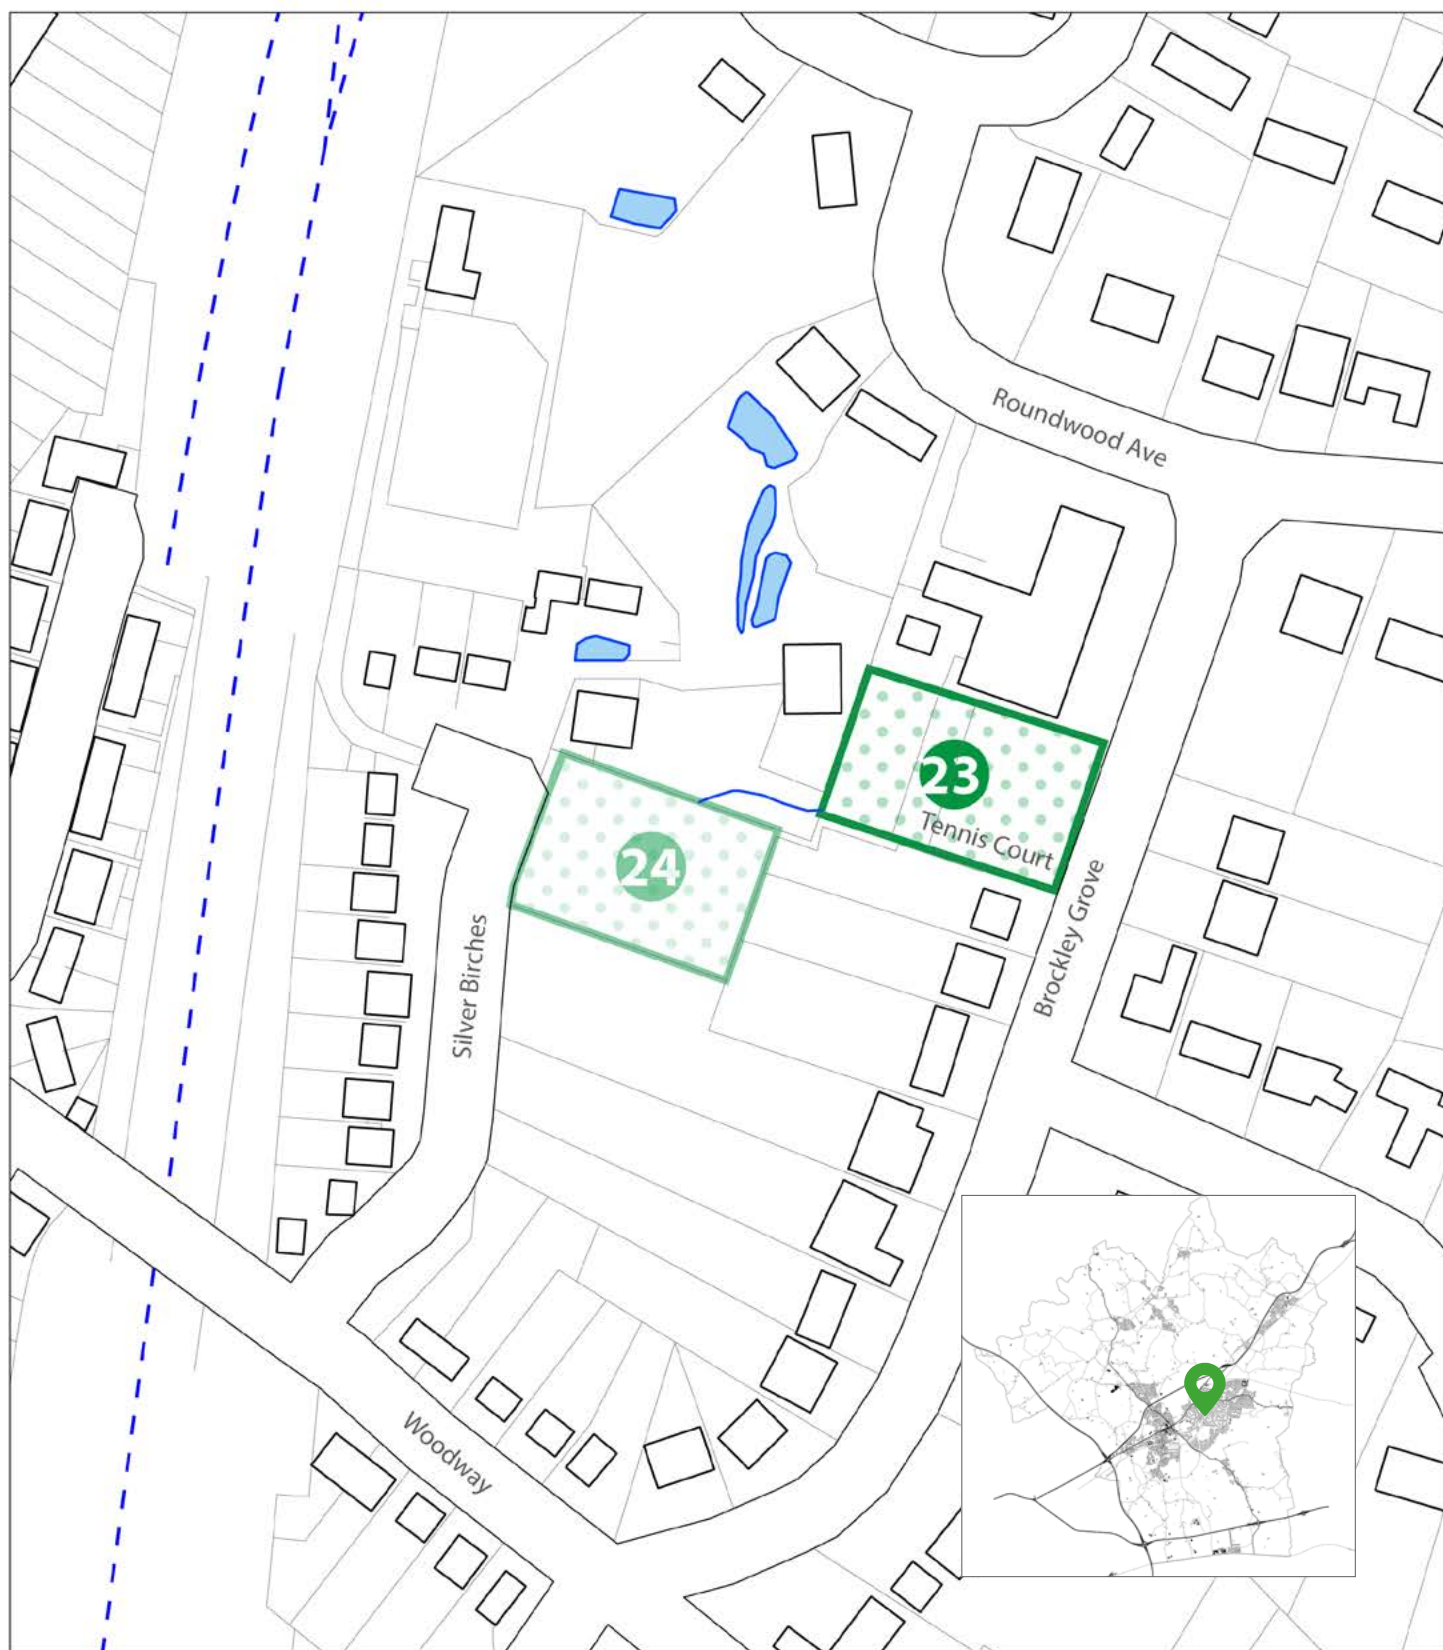 Roundwood Ave
23
Tennis Court
24
Brockley Grove
Silver Birches
Woodway